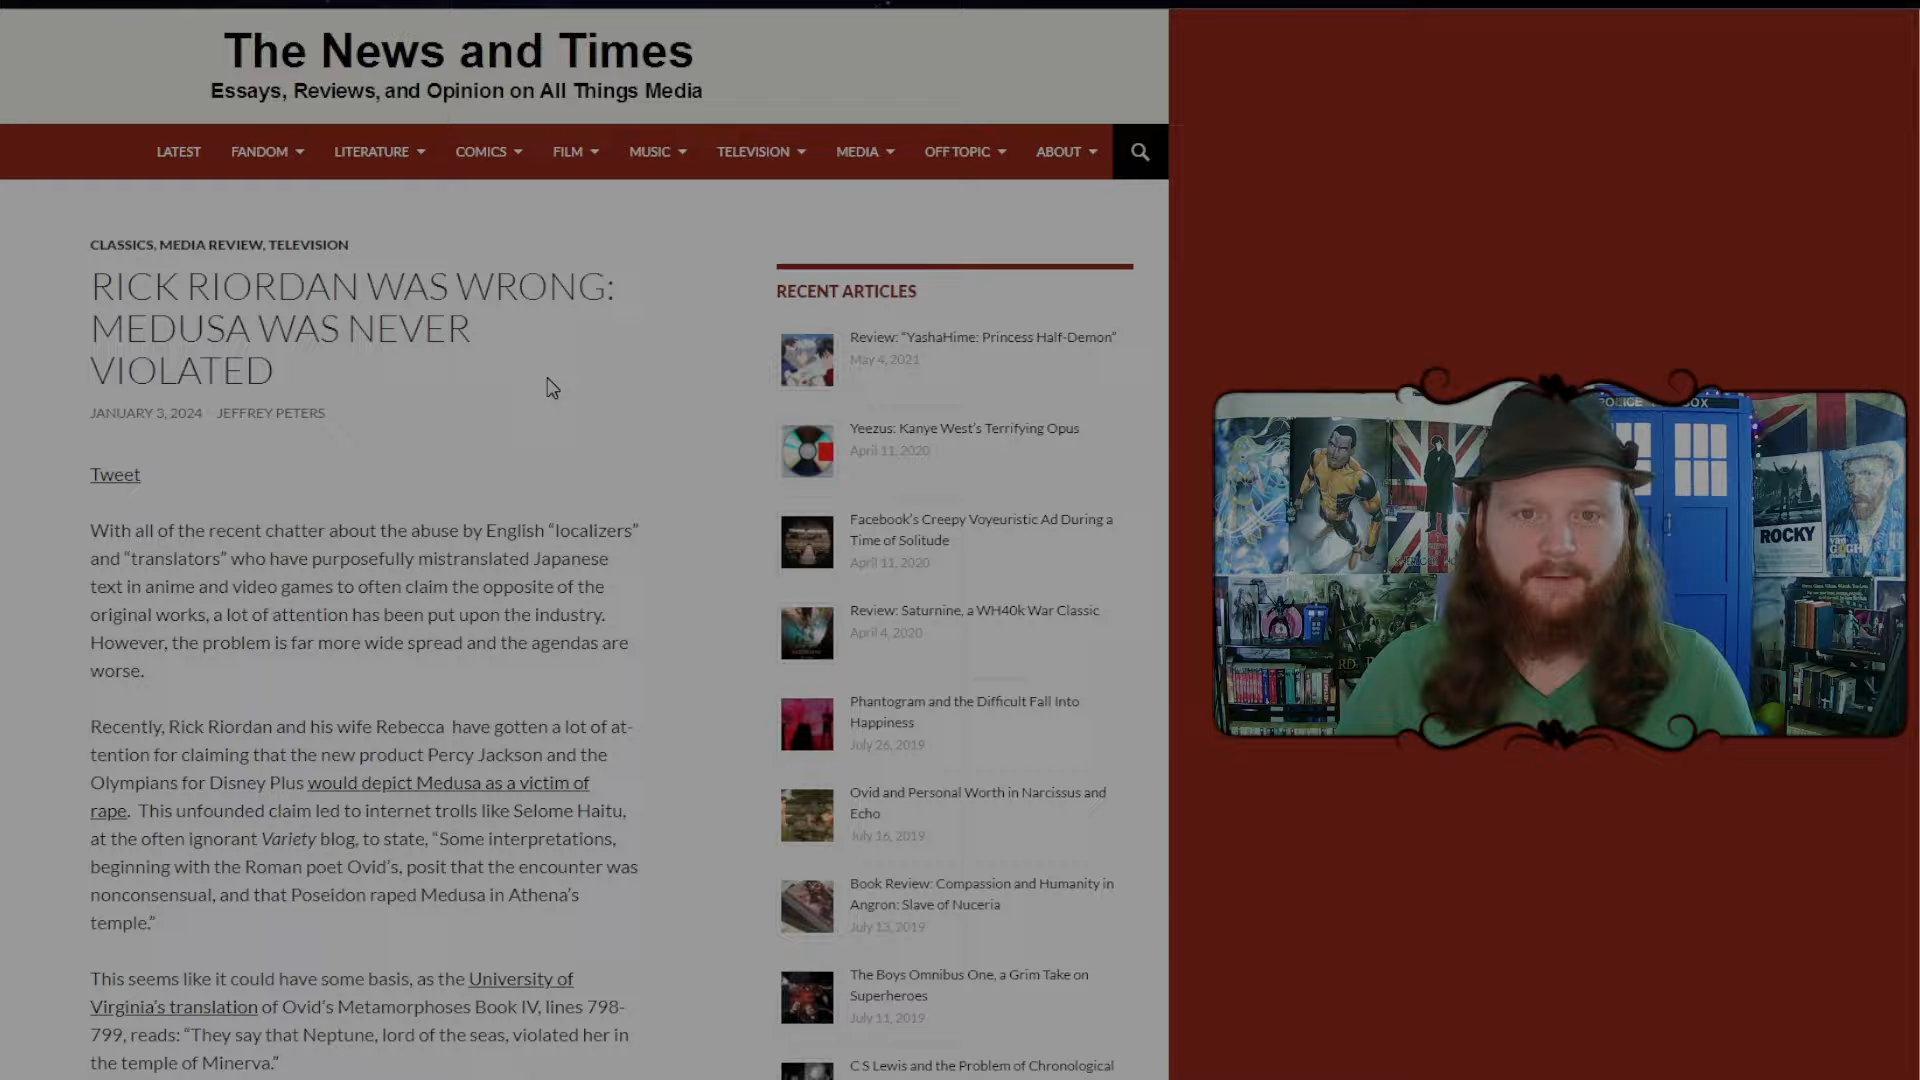 The News and Times
Essays, Reviews, and Opinion on All Things Media
LATEST FANDOM LITERATURE COMICS FILM MUSIC TELEVISION MEDIA OFF TOPIC ABOUT
CLASSICS, MEDIA REVIEW, TELEVISION
RICK RIORDAN WAS WRONG:
MEDUSA WAS NEVER
VIOLATED
JANUARY 3, 2024 JEFFREY PETERS
Tweet
With all of the recent chatter about the abuse by English “localizers”
and “translators” who have purposefully mistranslated Japanese
text in anime and video games to often claim the opposite of the
original works, a lot of attention has been put upon the industry.
However, the problem is far more wide spread and the agendas are
worse.
Recently, Rick Riordan and his wife Rebecca have gotten a lot of at-
tention for claiming that the new product Percy Jackson and the
Olympians for Disney Plus would depict Medusa as a victim of
rape. This unfounded claim led to internet trolls like Selome Haitu,
at the often ignorant Variety blog, to state, “Some interpretations,
beginning with the Roman poet Ovid’s, posit that the encounter was
nonconsensual, and that Poseidon raped Medusa in Athena’s
temple.”
This seems like it could have some basis, as the University of
Virginia’s translation of Ovid’s Metamorphoses Book IV, lines 798-
799, reads: “They say that Neptune, lord of the seas, violated her in
the temple of Minerva.”
RECENT ARTICLES
Review: “YashaHime: Princess Half-Demon”
May 4, 2021
Yeezus: Kanye West’s Terrifying Opus
April 11, 2020
Facebook’s Creepy Voyeuristic Ad During a
Time of Solitude
April 11, 2020
Review: Saturnine, a WH40k War Classic
April 4, 2020
Phantogram and the Difficult Fall Into
Happiness
July 26, 2019
Ovid and Personal Worth in Narcissus and
Echo
July 16, 2019
Book Review: Compassion and Humanity in
Angron: Slave of Nuceria
July 13, 2019
The Boys Omnibus One, a Grim Take on
Superheroes
July 11, 2019
C S Lewis and the Problem of Chronological
POLICE BOX
ROCKY
van
GOGH